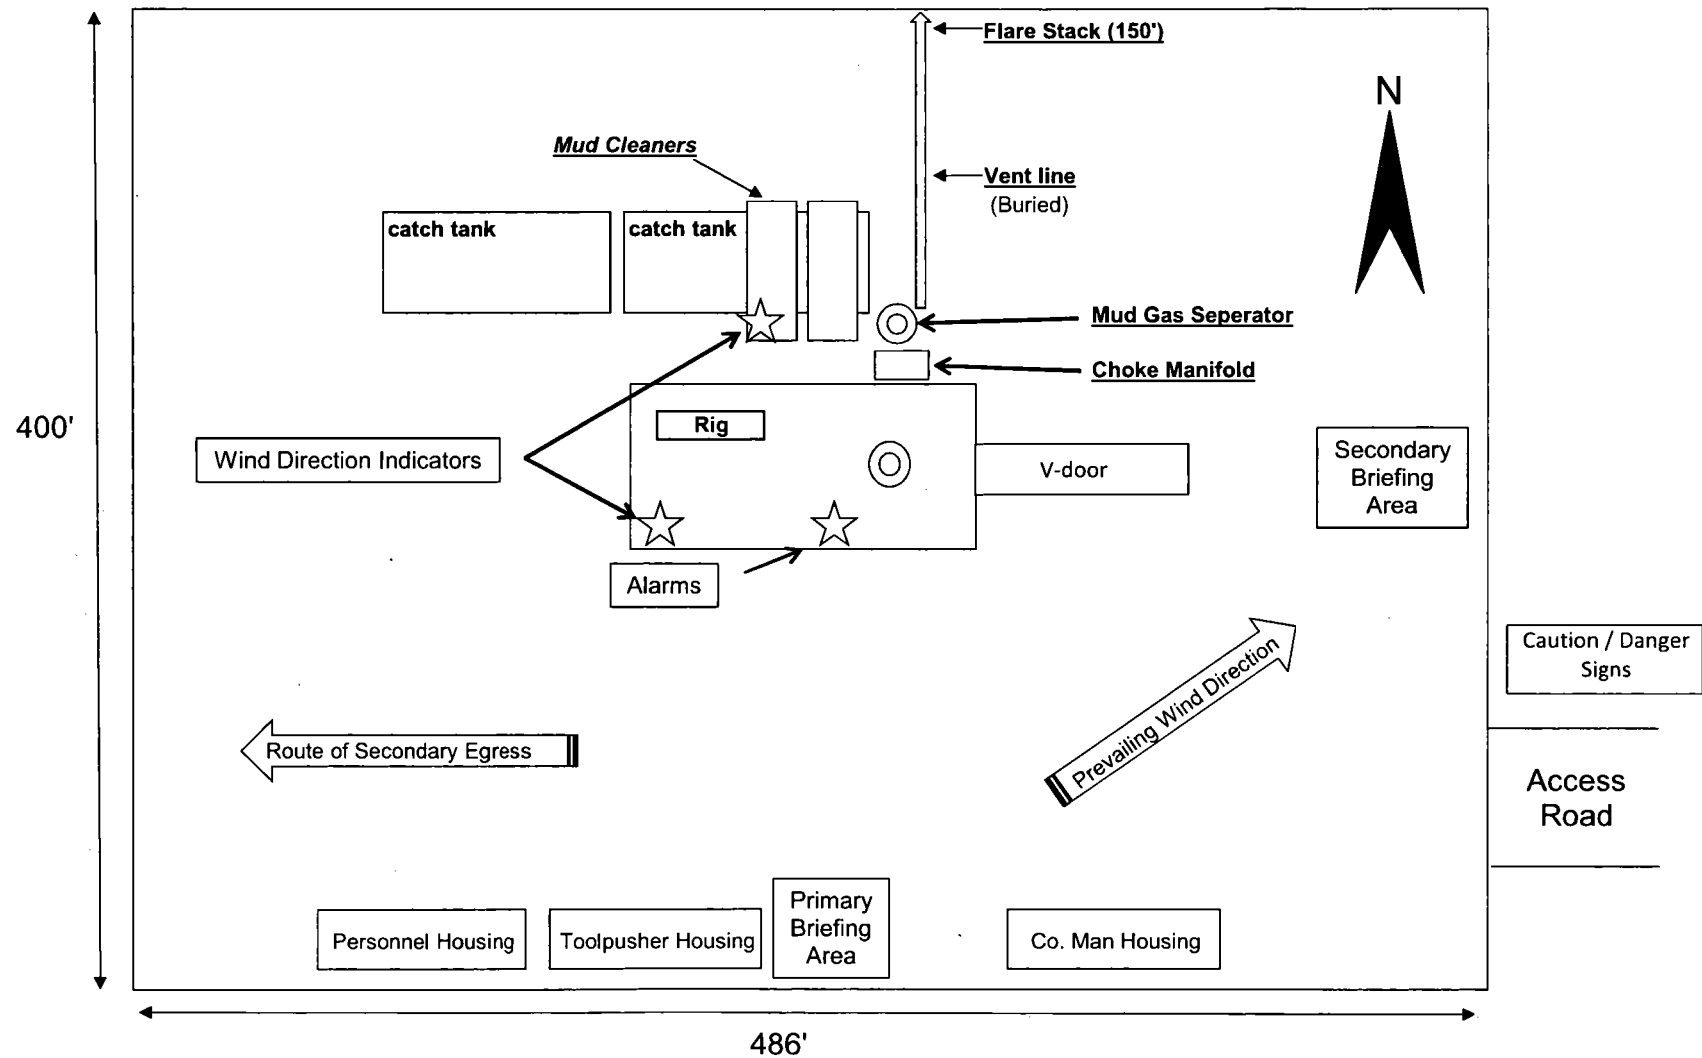 Flare Stack (150')
N
Mud Cleaners
Vent line
(Buried)
catch tank
catch tank
Mud Gas Seperator
Choke Manifold
400'
Rig
Wind Direction Indicators
V-door
Secondary
Briefing
Area
Alarms
Caution / Danger
Signs
Prevailing Wind Direction
Route of Secondary Egress
Access
Road
Primary
Briefing
Area
Personnel Housing
Toolpusher Housing
Co. Man Housing
486'